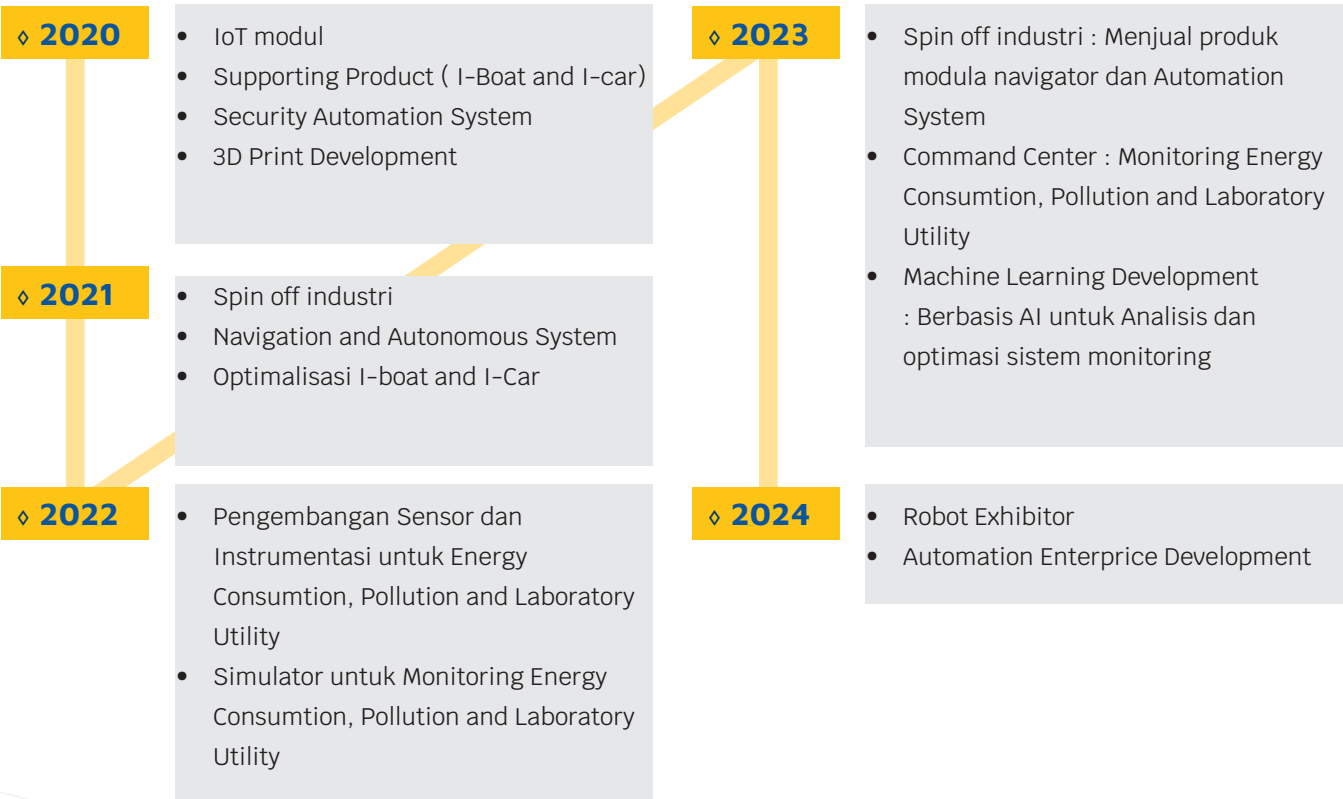 ◊ 2020
• IoT modul
• Supporting Product ( I-Boat and I-car)
• Security Automation System
• 3D Print Development
◊ 2021
• Spin off industri
• Navigation and Autonomous System
• Optimalisasi I-boat and I-Car
◊ 2022
• Pengembangan Sensor dan
Instrumentasi untuk Energy
Consumtion, Pollution and Laboratory
Utility
• Simulator untuk Monitoring Energy
Consumtion, Pollution and Laboratory
Utility
◊ 2023
• Spin off industri : Menjual produk
modula navigator dan Automation
System
• Command Center : Monitoring Energy
Consumtion, Pollution and Laboratory
Utility
• Machine Learning Development
: Berbasis AI untuk Analisis dan
optimasi sistem monitoring
◊ 2024
• Robot Exhibitor
• Automation Enterprice Development